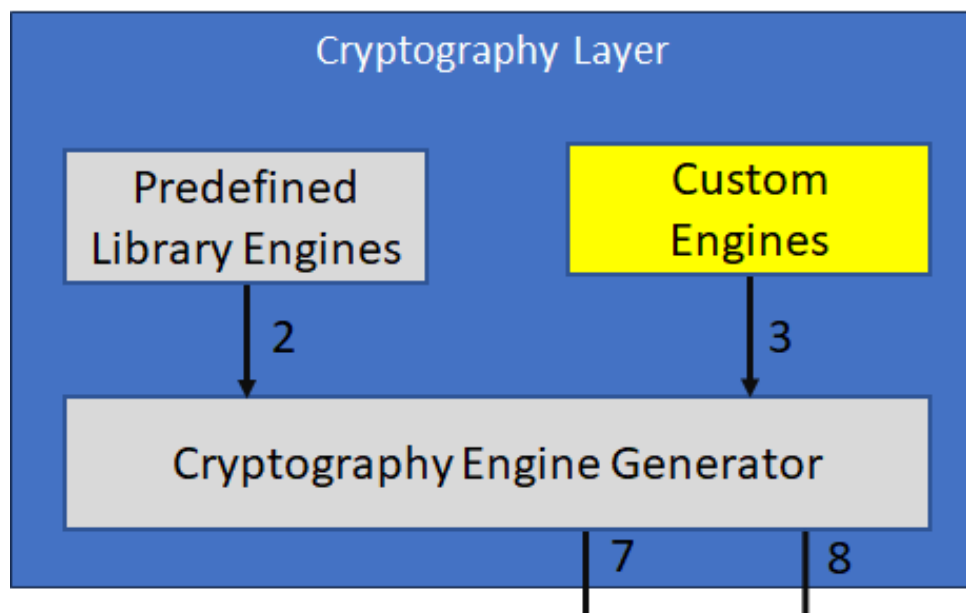 Cryptography Layer
Predefined
Library Engines
Custom
Engines
2
3
Cryptography Engine Generator
7
8